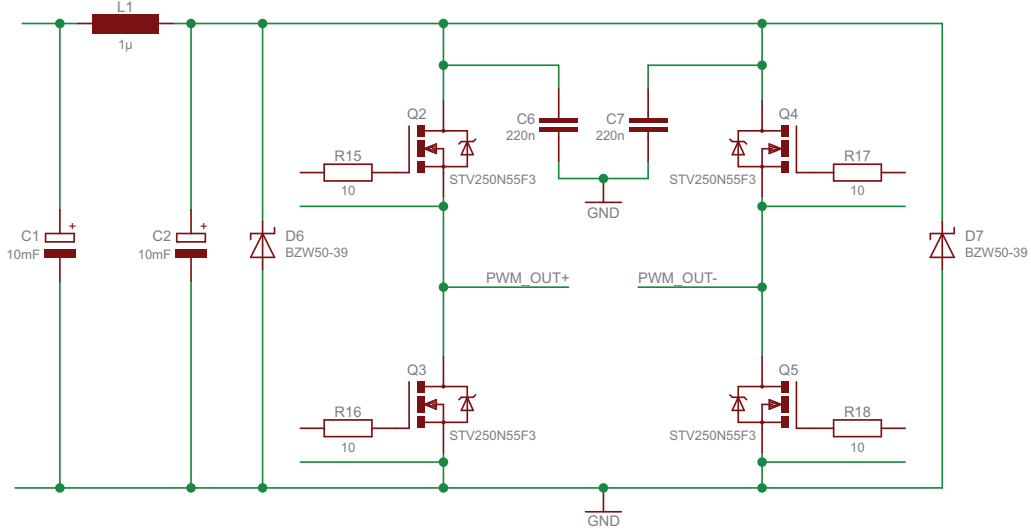 L1
1µ
Q2
C6
220n
C7
220n
Q4
R15
10
STV250N55F3
STV250N55F3
R17
10
GND
C1
+
10mF
C2
+
10mF
D6
BZW50-39
D7
BZW50-39
PWM_OUT+
PWM_OUT-
Q3
Q5
R16
10
STV250N55F3
STV250N55F3
R18
10
GND